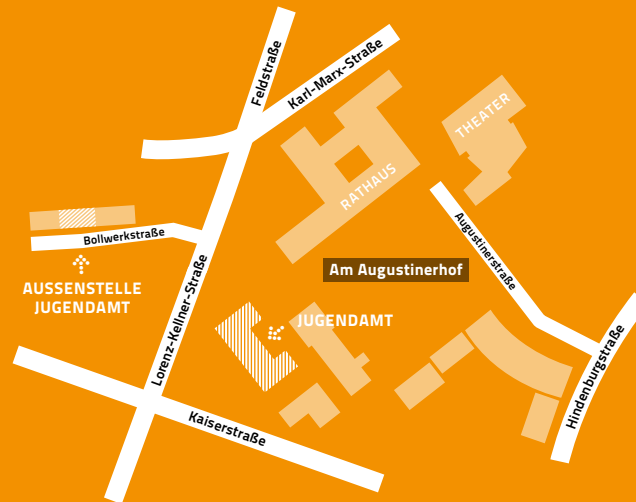 Feldstraße
Karl-Marx-Straße
THEATER
RATHAUS
Bollwerkstraße
Augustinerstraße
Am Augustinerhof
AUSSENSTELLE
JUGENDAMT
Lorenz-Kellner-Straße
JUGENDAMT
Hindenburgstraße
Kaiserstraße